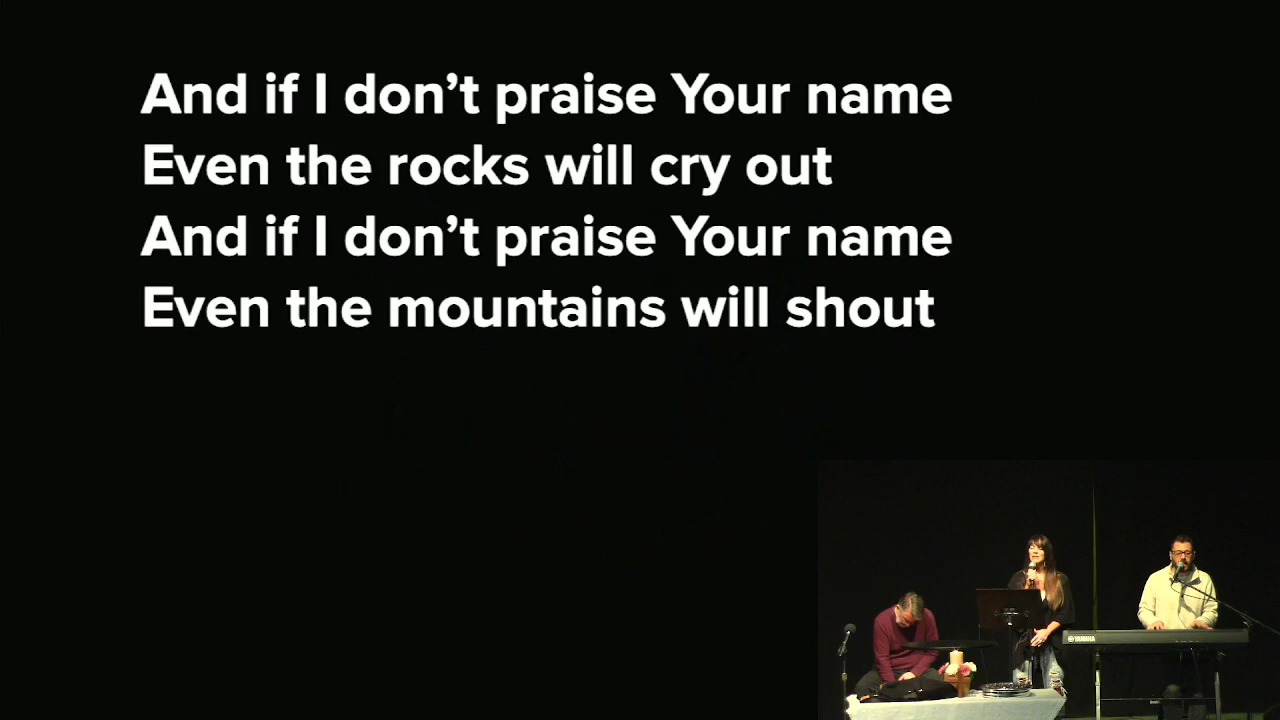 And if I don’t praise Your name
Even the rocks will cry out
And if I don’t praise Your name
Even the mountains will shout
YAMAHA